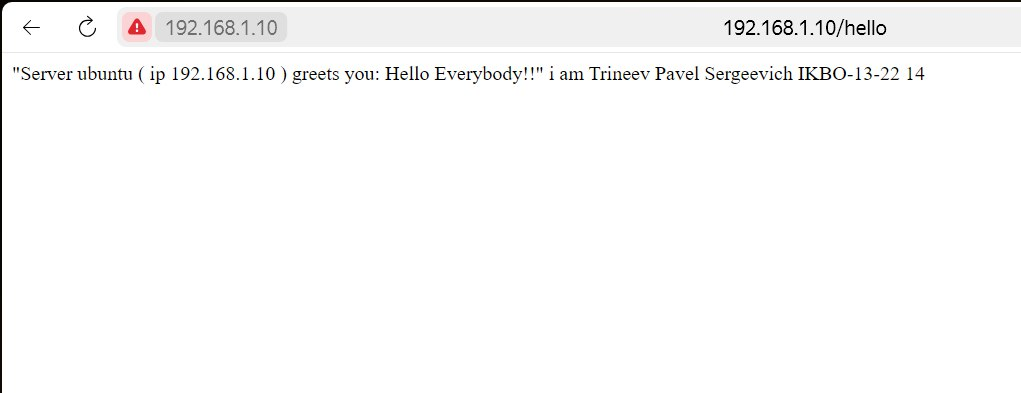 192.168.1.10 192.168.1.10/hello
"Server ubuntu ( ip 192.168.1.10 ) greets you: Hello Everybody!!" i am Trineev Pavel Sergeevich IKBO-13-22 14